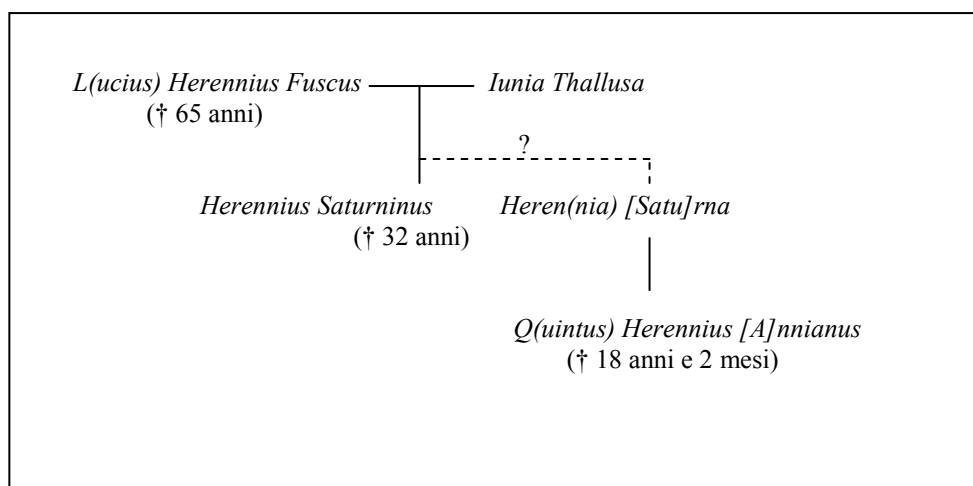 L(ucius) Herennius Fuscus Iunia Thallusa
(† 65 anni)
?
Herennius Saturninus Heren(nia) [Satu]rna
(† 32 anni)
Q(uintus) Herennius [A]nnianus
(† 18 anni e 2 mesi)